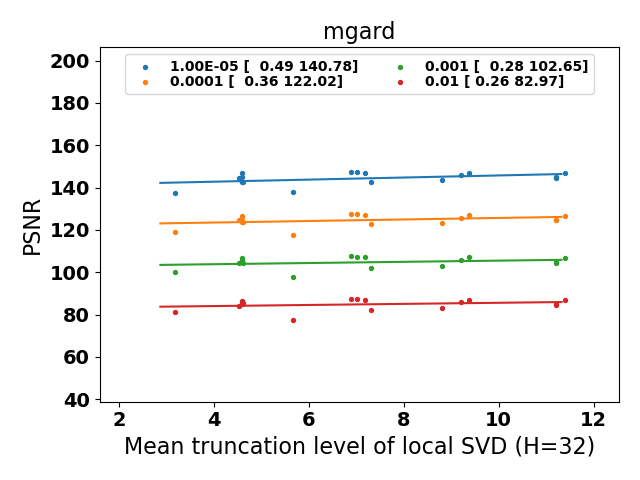 mgard
1.00E-05 [  0.49 140.78]
0.0001 [  0.36 122.02]
0.001 [  0.28 102.65]
0.01 [ 0.26 82.97]
PSNR
200
180
160
140
120
100
80
60
40
2 4 6 8 10 12
Mean truncation level of local SVD (H=32)